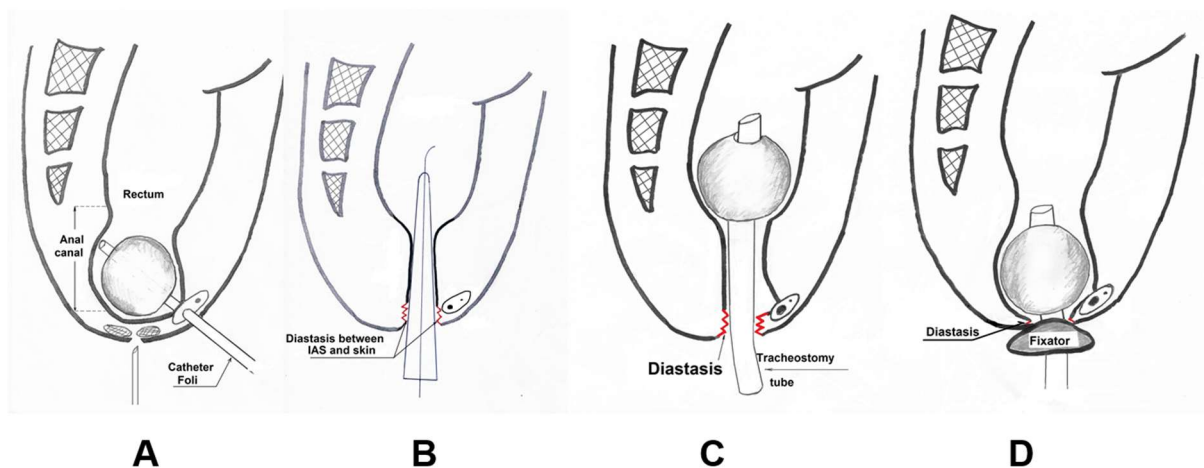 Rectum
Anal
canal
Catheter
Foli
Diastasis between
IAS and skin
Diastasis
Tracheostomy
tube
Diastasis
Fixator
A
B
C
D